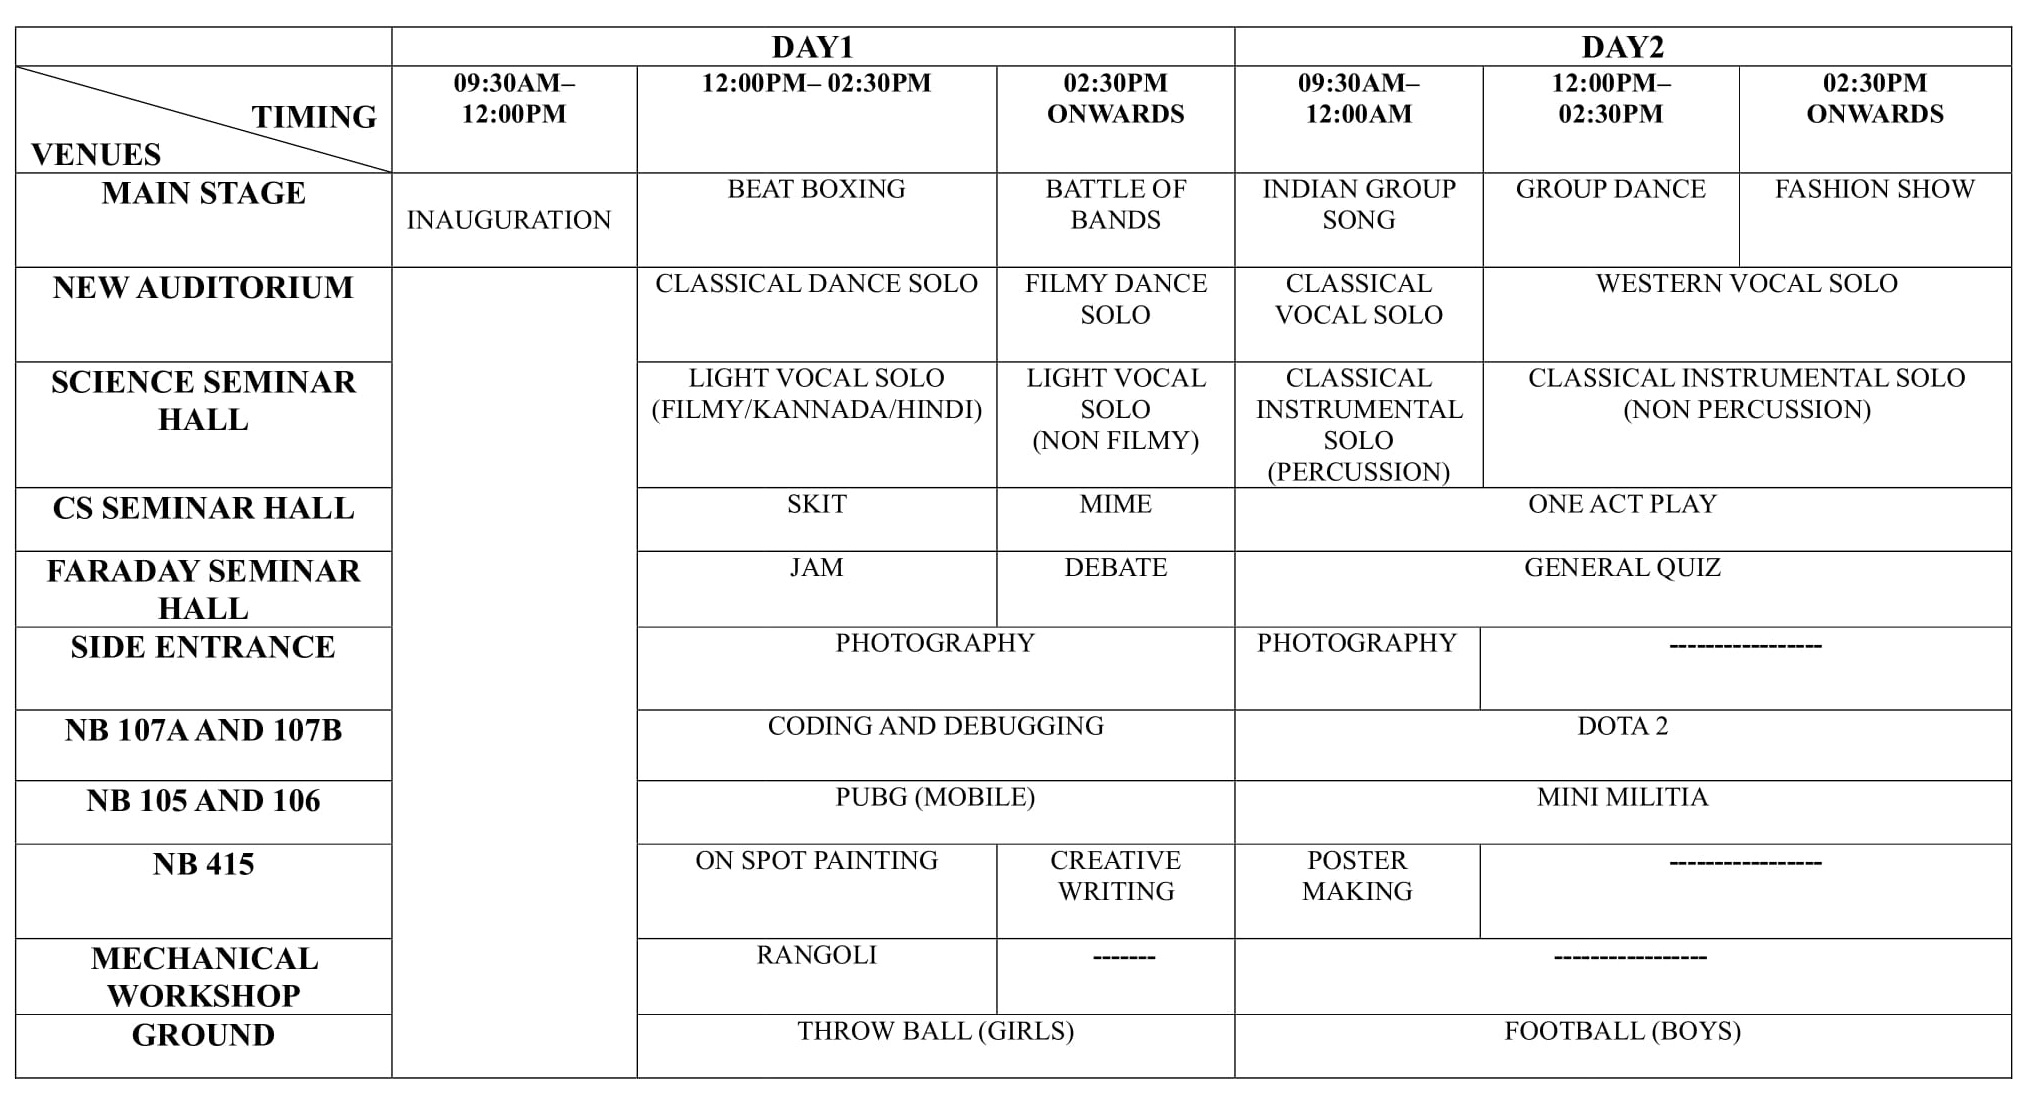 DAY1
DAY2
TIMING
VENUES
09:30AM–
12:00PM
12:00PM– 02:30PM
02:30PM
ONWARDS
09:30AM–
12:00AM
12:00PM–
02:30PM
02:30PM
ONWARDS
MAIN STAGE
INAUGURATION
BEAT BOXING
BATTLE OF
BANDS
INDIAN GROUP
SONG
GROUP DANCE
FASHION SHOW
NEW AUDITORIUM
CLASSICAL DANCE SOLO
FILMY DANCE
SOLO
CLASSICAL
VOCAL SOLO
WESTERN VOCAL SOLO
SCIENCE SEMINAR
HALL
LIGHT VOCAL SOLO
(FILMY/KANNADA/HINDI)
LIGHT VOCAL
SOLO
(NON FILMY)
CLASSICAL
INSTRUMENTAL
SOLO
(PERCUSSION)
CLASSICAL INSTRUMENTAL SOLO
(NON PERCUSSION)
CS SEMINAR HALL
SKIT
MIME
ONE ACT PLAY
FARADAY SEMINAR
HALL
JAM
DEBATE
GENERAL QUIZ
SIDE ENTRANCE
PHOTOGRAPHY
PHOTOGRAPHY
-----------------
NB 107A AND 107B
CODING AND DEBUGGING
DOTA 2
NB 105 AND 106
PUBG (MOBILE)
MINI MILITIA
NB 415
ON SPOT PAINTING
CREATIVE
WRITING
POSTER
MAKING
-----------------
MECHANICAL
WORKSHOP
RANGOLI
-------
-----------------
GROUND
THROW BALL (GIRLS)
FOOTBALL (BOYS)